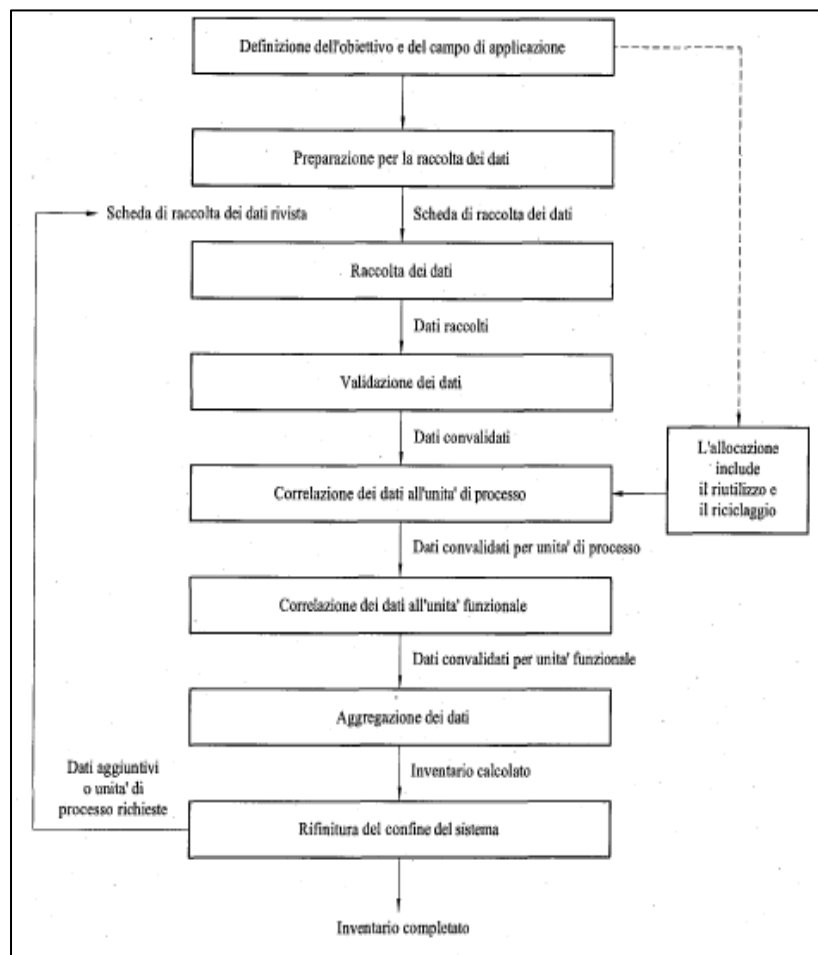 Definizione dell'obiettivo e del campo di applicazione
Preparazione per la raccolta dei dati
Scheda di raccolta dei dati rivista
Scheda di raccolta dei dati
Raccolta dei dati
Dati raccolti
Validazione dei dati
Dati convalidati
L'allocazione
include
il riutilizzo e
il riciclaggio
Correlazione dei dati all'unita' di processo
Dati convalidati per unita' di processo
Correlazione dei dati all'unita' funzionale
Dati convalidati per unita' funzionale
Aggregazione dei dati
Inventario calcolato
Dati aggiuntivi
o unita' di
processo richieste
Rifinitura del confine del sistema
Inventario completato